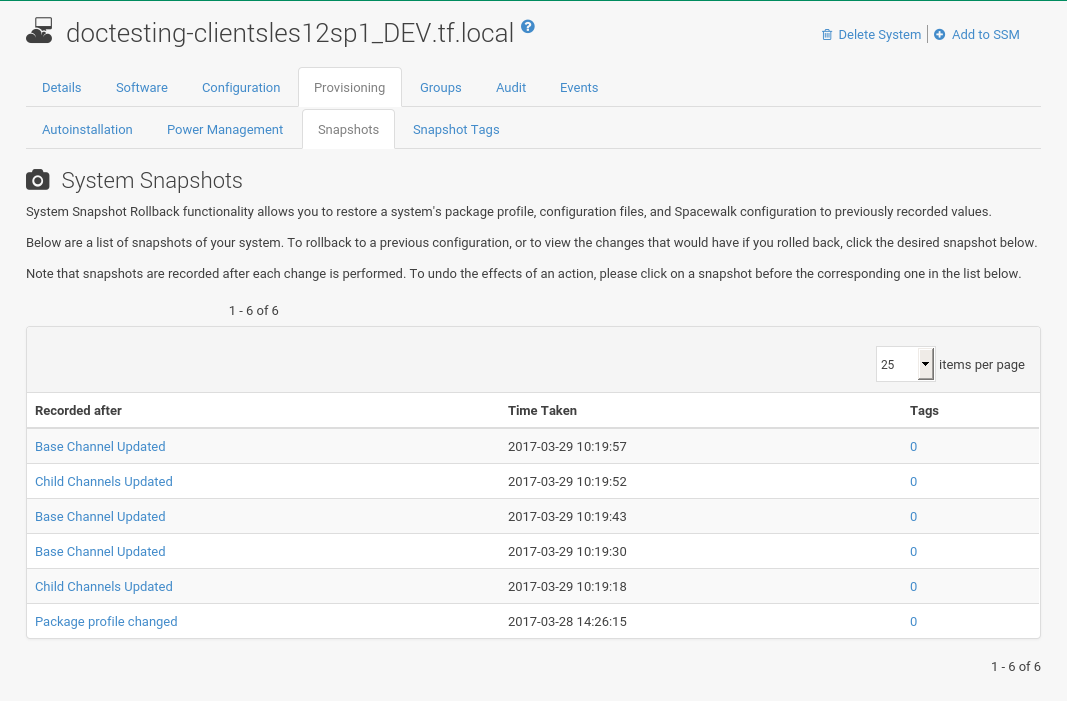 doctesting-clientsles12sp1_DEV.tf.local ?
Delete System | Add to SSM
Details Software Configuration Provisioning Groups Audit Events
Autoinstallation Power Management Snapshots Snapshot Tags
System Snapshots
System Snapshot Rollback functionality allows you to restore a system's package profile, configuration files, and Spacewalk configuration to previously recorded values.
Below are a list of snapshots of your system. To rollback to a previous configuration, or to view the changes that would have if you rolled back, click the desired snapshot below.
Note that snapshots are recorded after each change is performed. To undo the effects of an action, please click on a snapshot before the corresponding one in the list below.
1 - 6 of 6
25 items per page
Recorded after Time Taken Tags
Base Channel Updated 2017-03-29 10:19:57 0
Child Channels Updated 2017-03-29 10:19:52 0
Base Channel Updated 2017-03-29 10:19:43 0
Base Channel Updated 2017-03-29 10:19:30 0
Child Channels Updated 2017-03-29 10:19:18 0
Package profile changed 2017-03-28 14:26:15 0
1 - 6 of 6